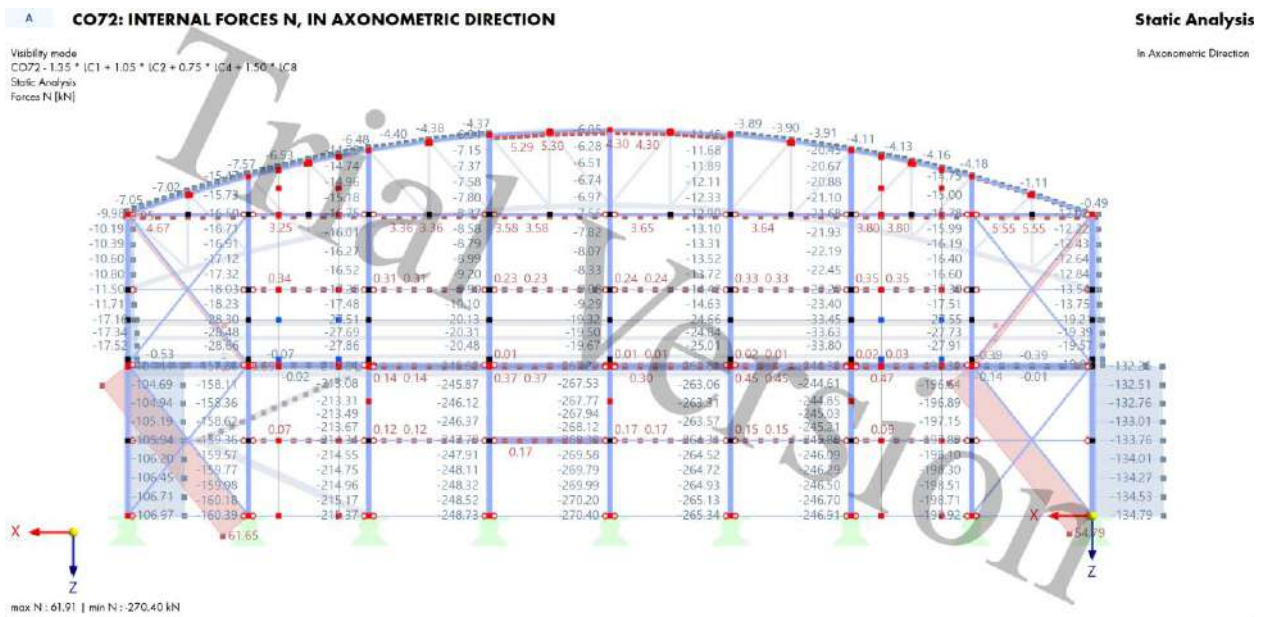 A CO72: INTERNAL FORCES N, IN AXONOMETRIC DIRECTION
Static Analysis
Visibility mode
CO72 - 1.35 * LC1 + 1.05 * LC2 + 0.75 * LC4 + 1.50 * LC8
Static Analysis
Forces N [kN]
In Axonometric Direction
Trial Version
-7.05 -7.02 -7.57 -6.53 -6.48 -4.40 -4.38 -4.37 -3.89 -3.90 -3.91 -4.11 -4.13 -4.16 -4.18 -1.11 -0.49
5.29 5.30 4.30 4.30
-7.15 -6.28 -11.68
-7.37 -6.51 -11.89 -20.67
-14.74 -7.58 -6.74 -12.11 -20.88
-15.73 -14.96 -7.80 -6.97 -12.33 -21.10
4.67 3.25 3.36 3.36 3.58 3.58 3.65 3.64 3.80 3.80 5.55 5.55
-10.19 -16.71 -16.01 -8.58 -7.82 -13.10 -21.93 -15.99
-10.39 -16.91 -16.27 -8.79 -8.07 -13.31 -22.19 -16.19 -12.43
-10.60 -17.12 -16.52 -8.99 -8.33 -13.52 -22.45 -16.40 -12.64
-10.80 -17.32 -9.20 -13.72 -16.60 -12.84
0.34 0.31 0.31 0.23 0.23 0.24 0.24 0.33 0.33 0.35 0.35
-11.50 -18.03
-11.71 -18.23 -17.48 -10.10 -9.29 -14.63 -23.40 -17.51 -13.75
-17.16 -28.30 -27.51 -20.13 -19.32 -24.66 -33.45 -27.55
-17.34 -28.48 -27.69 -20.31 -19.50 -24.84 -33.63 -27.73 -19.39
-17.52 -28.66 -27.86 -20.48 -19.67 -25.01 -33.80 -27.91 -19.57
-0.53 -0.07 0.01 0.01 0.01 0.02 0.01 0.02 0.03 -0.39 -0.39
-132.26
-0.02 0.14 0.14 0.37 0.37 0.30 0.45 0.45 0.47 0.14 -0.01
-104.69 -158.11 -213.08 -245.87 -267.53 -263.06 -244.61 -196.64 -132.51
-104.94 -158.36 -213.31 -246.12 -267.77 -263.31 -244.85 -196.89 -132.76
-105.19 -158.62 -213.49 -246.37 -267.94 -263.57 -245.03 -197.15 -133.01
-213.67 -268.12
0.07 0.12 0.12 0.17 0.17 0.15 0.15 0.09
-105.94 -159.36 -133.76
0.17
-106.20 -159.57 -214.55 -247.91 -269.58 -264.52 -246.09 -198.10 -134.01
-106.45 -159.77 -214.75 -248.11 -269.79 -264.72 -246.29 -198.30 -134.27
-106.71 -159.98 -214.96 -248.32 -269.99 -264.93 -246.50 -198.51 -134.53
-160.18 -215.17 -248.52 -270.20 -265.13 -246.70 -198.71
-106.97 -160.39 -215.37 -248.73 -270.40 -265.34 -246.91 -198.92 -134.79
61.65 54.79
X Z X Z
max N : 61.91 | min N : -270.40 kN